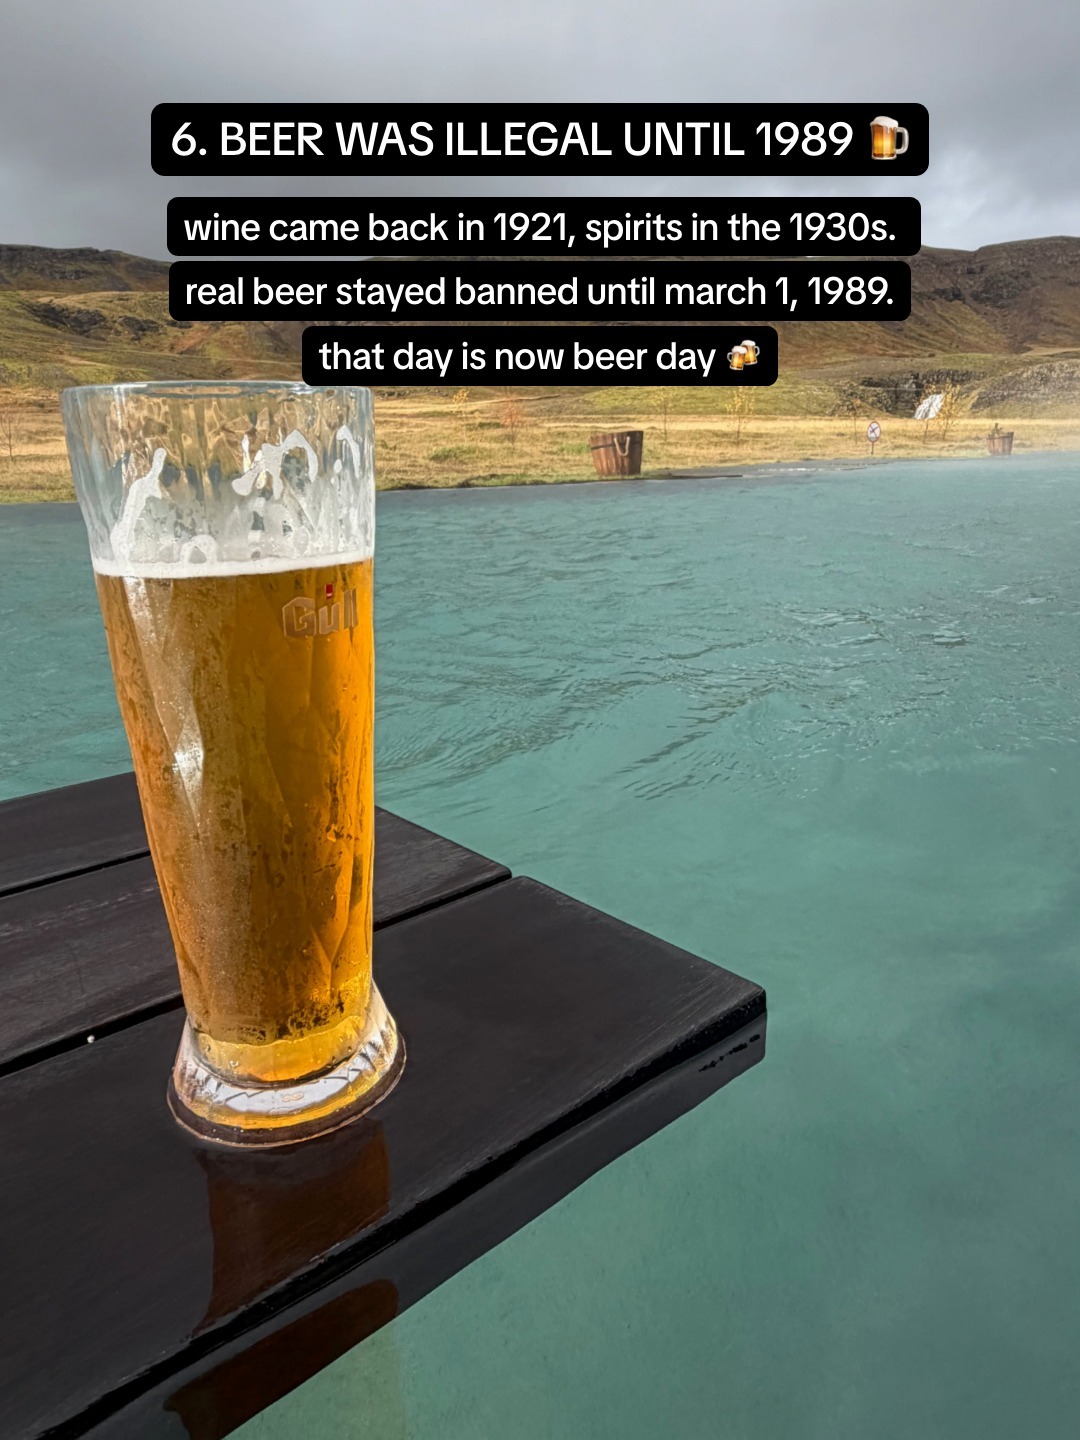 6. BEER WAS ILLEGAL UNTIL 1989 🍺
wine came back in 1921, spirits in the 1930s.
real beer stayed banned until march 1, 1989.
that day is now beer day 🍻
Gull